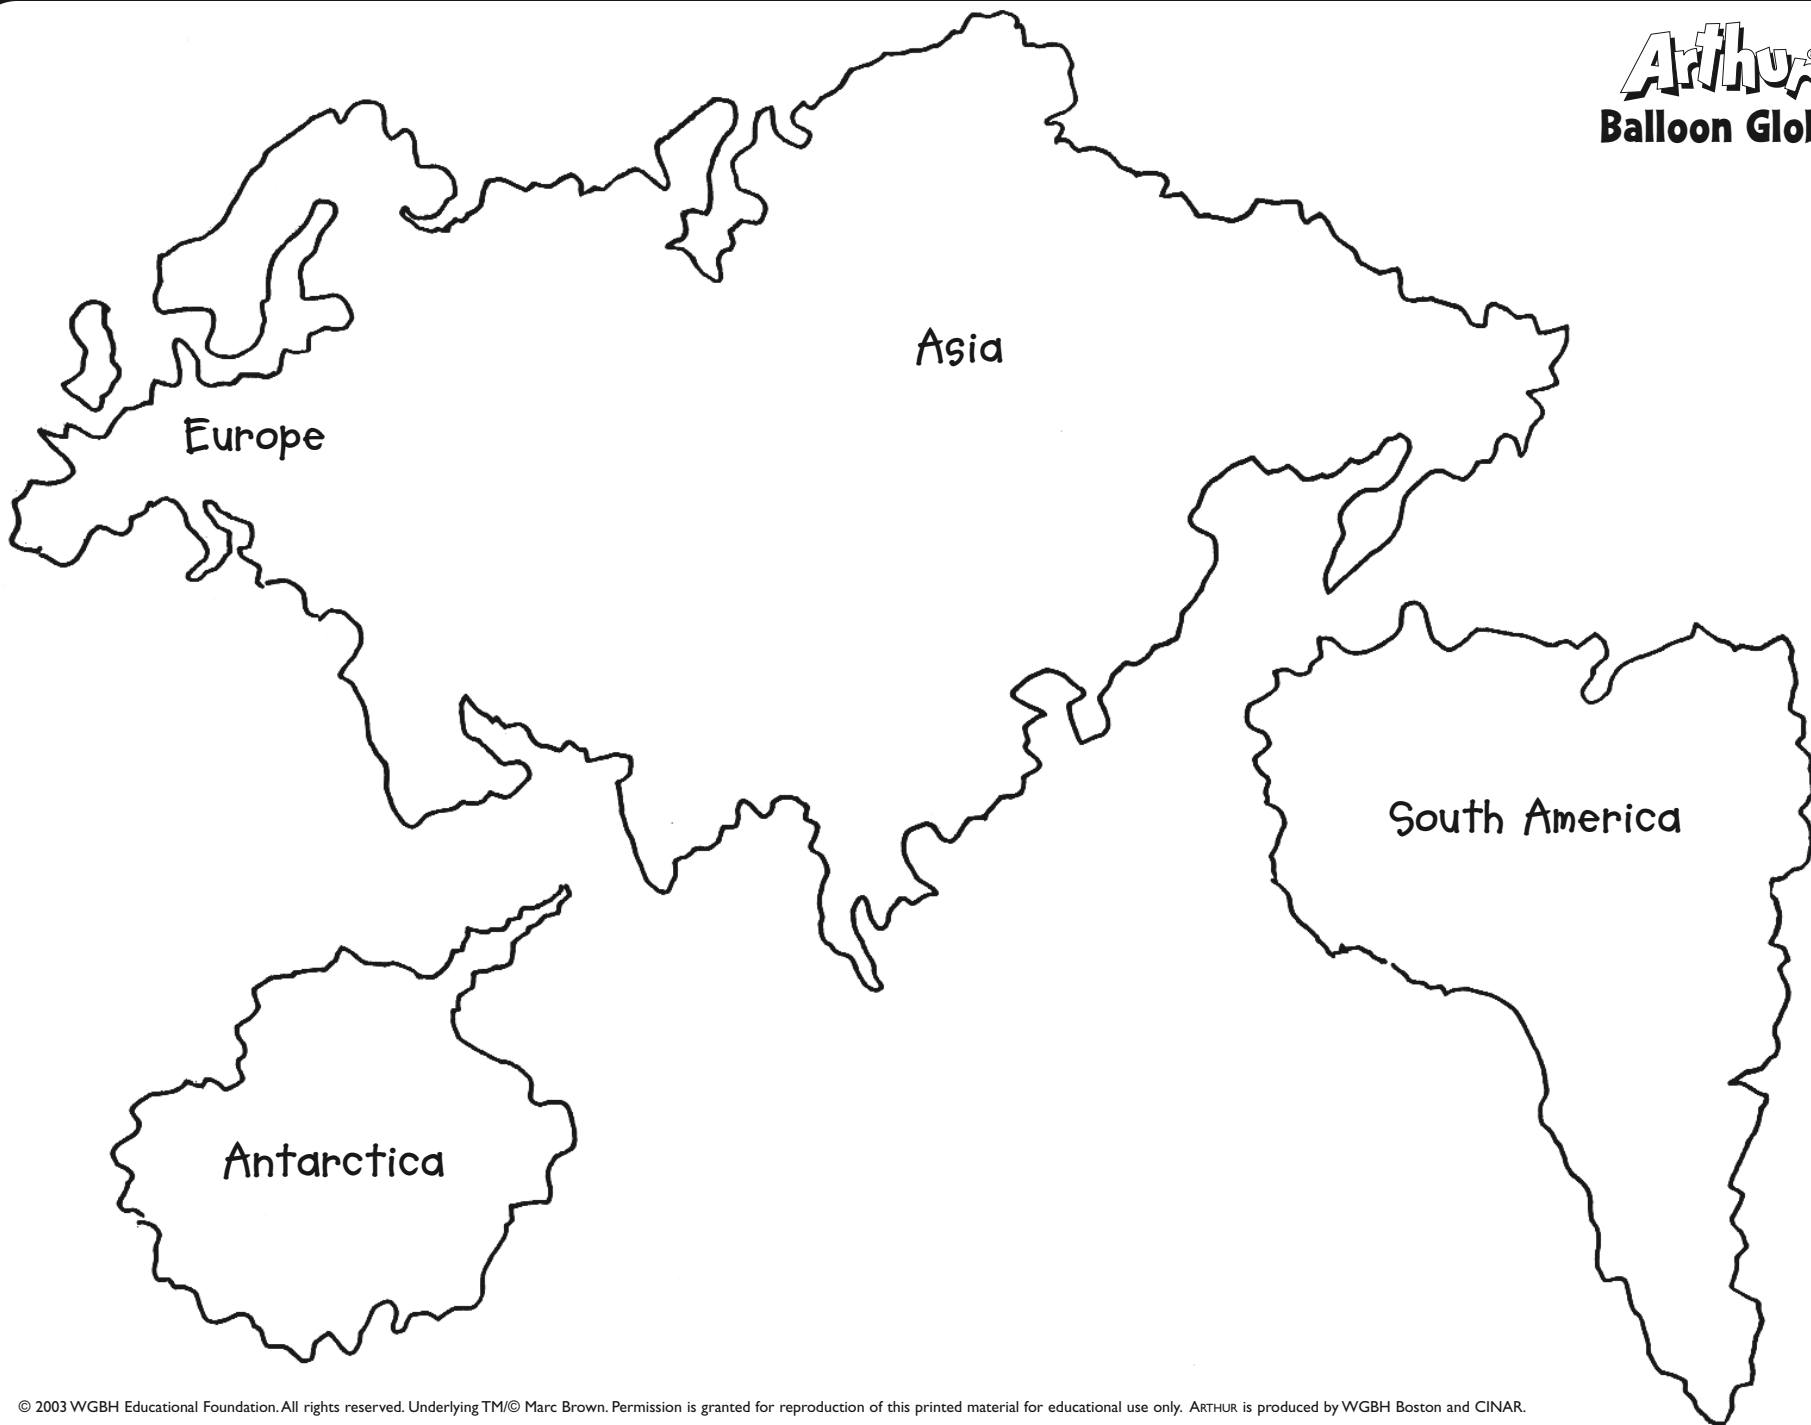 Arthur
Balloon Glob
Asia
Europe
South America
Antarctica
© 2003 WGBH Educational Foundation. All rights reserved. Underlying TM/© Marc Brown. Permission is granted for reproduction of this printed material for educational use only. ARTHUR is produced by WGBH Boston and CINAR.